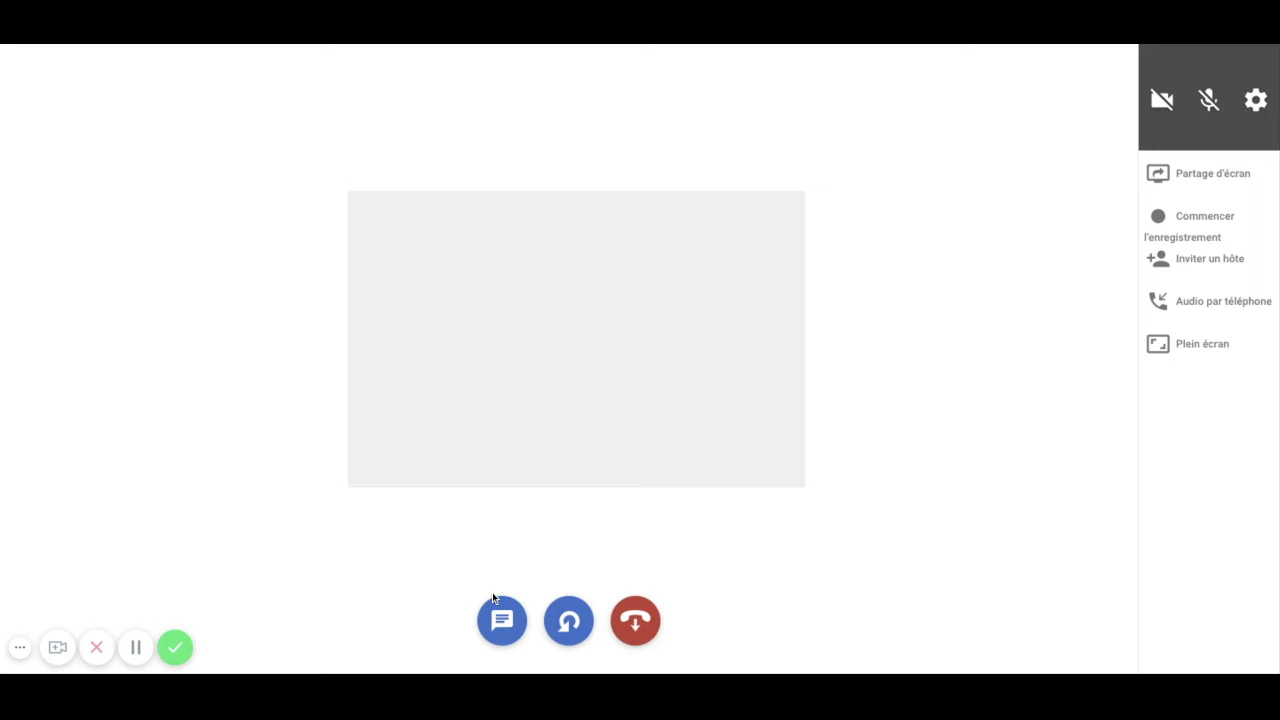 Partage d'écran
Commencer
l'enregistrement
Inviter un hôte
Audio par téléphone
Plein écran